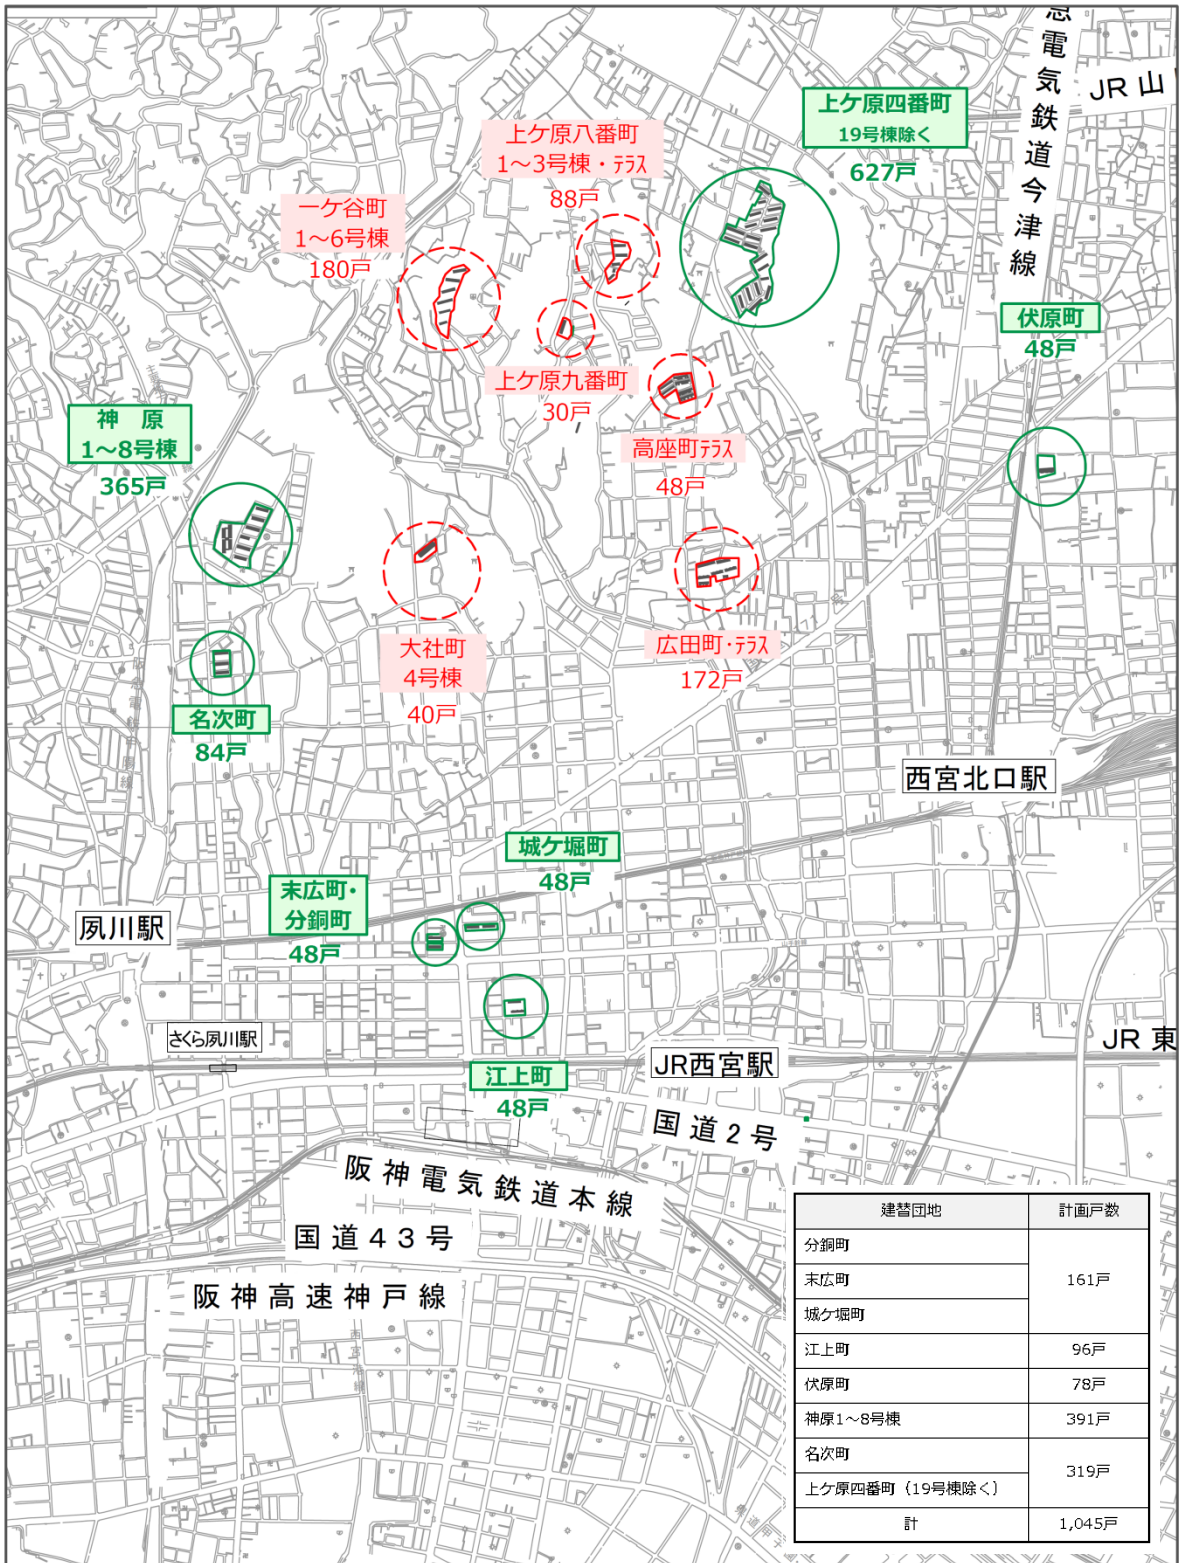 急電気鉄道今津線
JR 山
上ケ原四番町
19号棟除く
627戸
上ケ原八番町
1～3号棟・テラス
88戸
一ケ谷町
1～6号棟
180戸
伏原町
48戸
上ケ原九番町
30戸
神 原
1～8号棟
365戸
高座町テラス
48戸
大社町
4号棟
40戸
広田町・テラス
172戸
名次町
84戸
西宮北口駅
城ケ堀町
48戸
末広町・
分銅町
48戸
夙川駅
さくら夙川駅
JR 東
JR西宮駅
江上町
48戸
国道2号
阪神電気鉄道本線
国道43号
阪神高速神戸線
建替団地 計画戸数
分銅町
末広町 161戸
城ケ堀町
江上町 96戸
伏原町 78戸
神原1～8号棟 391戸
名次町
319戸
上ケ原四番町（19号棟除く）
計 1,045戸